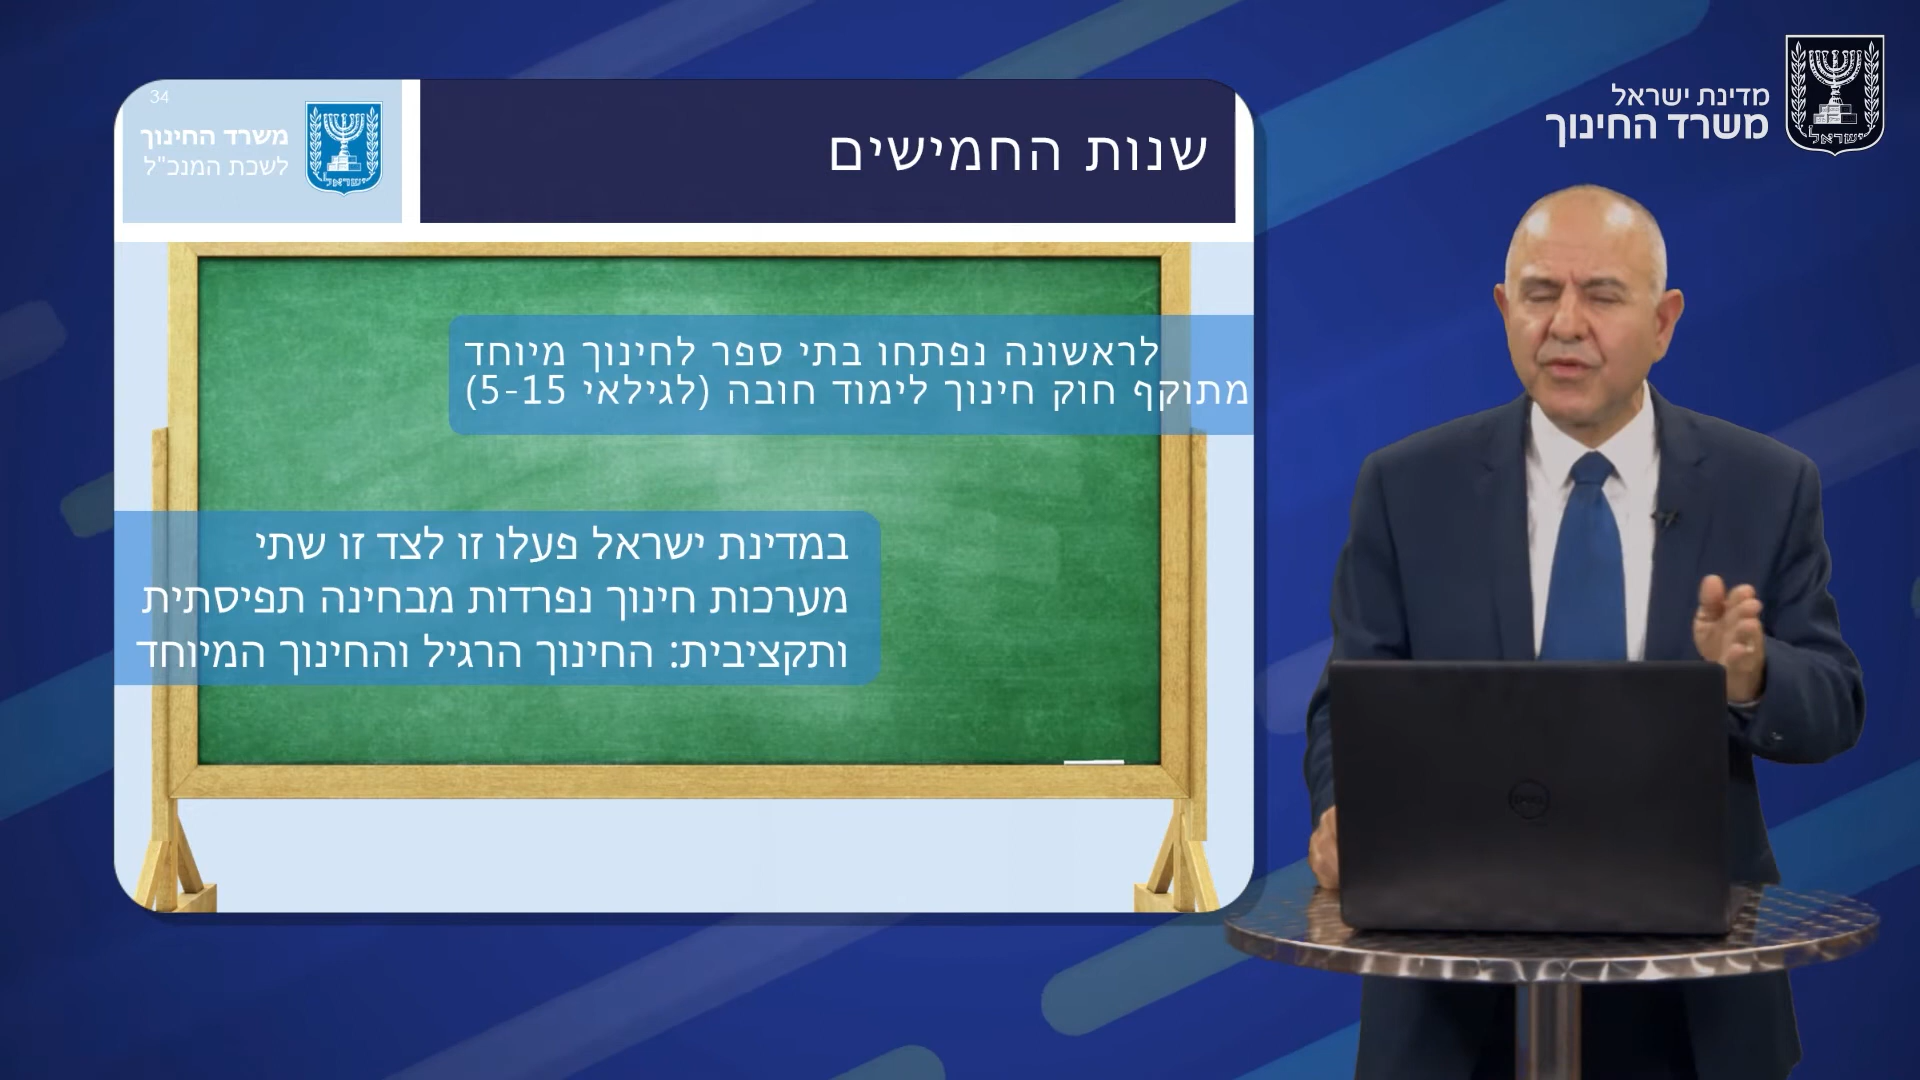 מדינת ישראל
משרד החינוך
34
משרד החינוך
לשכת המנכ"ל
שנות החמישים
לראשונה נפתחו בתי ספר לחינוך מיוחד
מתוקף חוק חינוך לימוד חובה (לגילאי 5-15)
במדינת ישראל פעלו זו לצד זו שתי
מערכות חינוך נפרדות מבחינה תפיסתית
ותקציבית: החינוך הרגיל והחינוך המיוחד
ישראל
ישראל
DELL